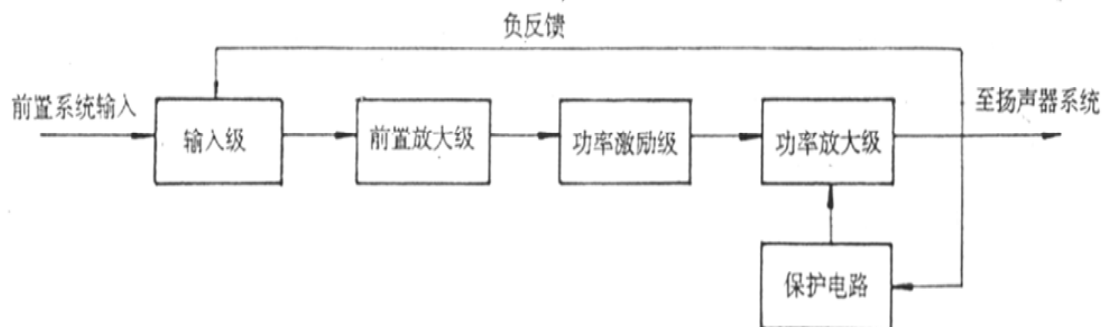 负反馈
前置系统输入
输入级
前置放大级
功率激励级
功率放大级
至扬声器系统
保护电路